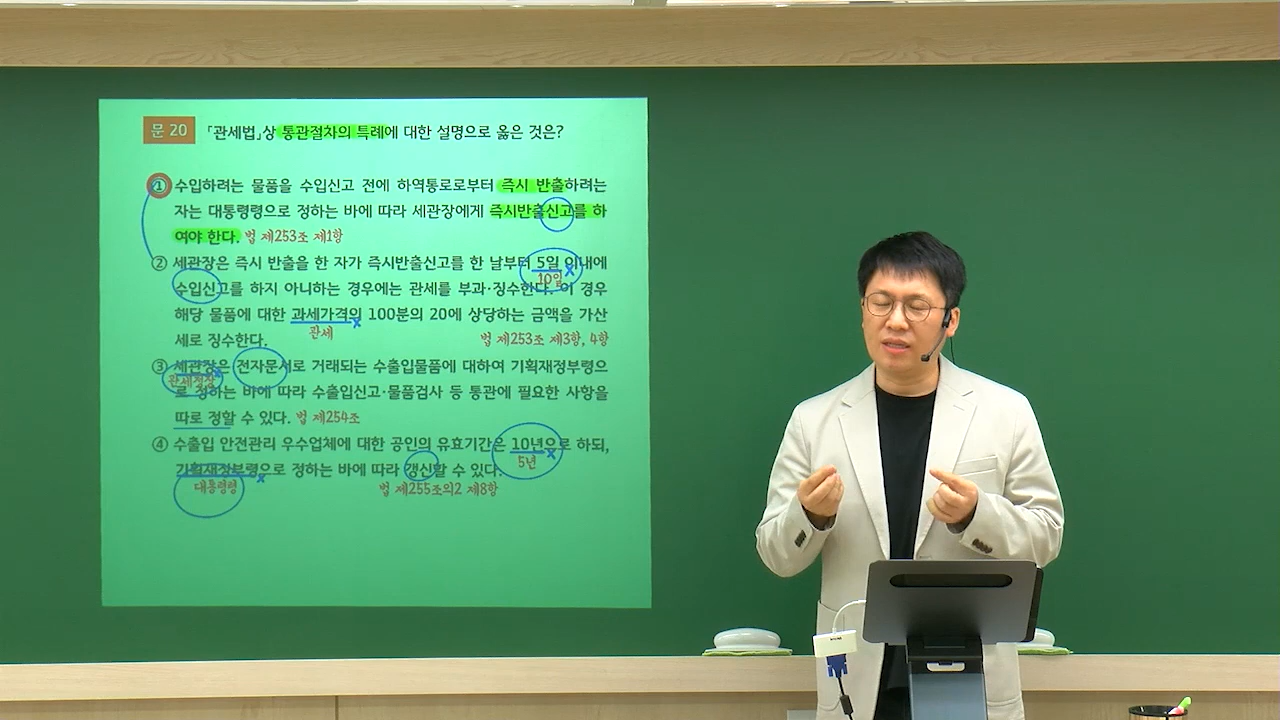 문 20 「관세법」상 통관절차의 특례에 대한 설명으로 옳은 것은?
① 수입하려는 물품을 수입신고 전에 하역통로로부터 즉시 반출하려는
자는 대통령령으로 정하는 바에 따라 세관장에게 즉시반출신고를 하
여야 한다. 법 제253조 제1항
② 세관장은 즉시 반출을 한 자가 즉시반출신고를 한 날부터 5일 이내에
10일
수입신고를 하지 아니하는 경우에는 관세를 부과·징수한다. 이 경우
해당 물품에 대한 과세가격의 100분의 20에 상당하는 금액을 가산
관세
세로 징수한다. 법 제253조 제3항, 4항
③ 세관장은 전자문서로 거래되는 수출입물품에 대하여 기획재정부령으
관세청장
로 정하는 바에 따라 수출입신고·물품검사 등 통관에 필요한 사항을
따로 정할 수 있다. 법 제254조
④ 수출입 안전관리 우수업체에 대한 공인의 유효기간은 10년으로 하되,
5년
기획재정부령으로 정하는 바에 따라 갱신할 수 있다.
대통령령 법 제255조의2 제8항